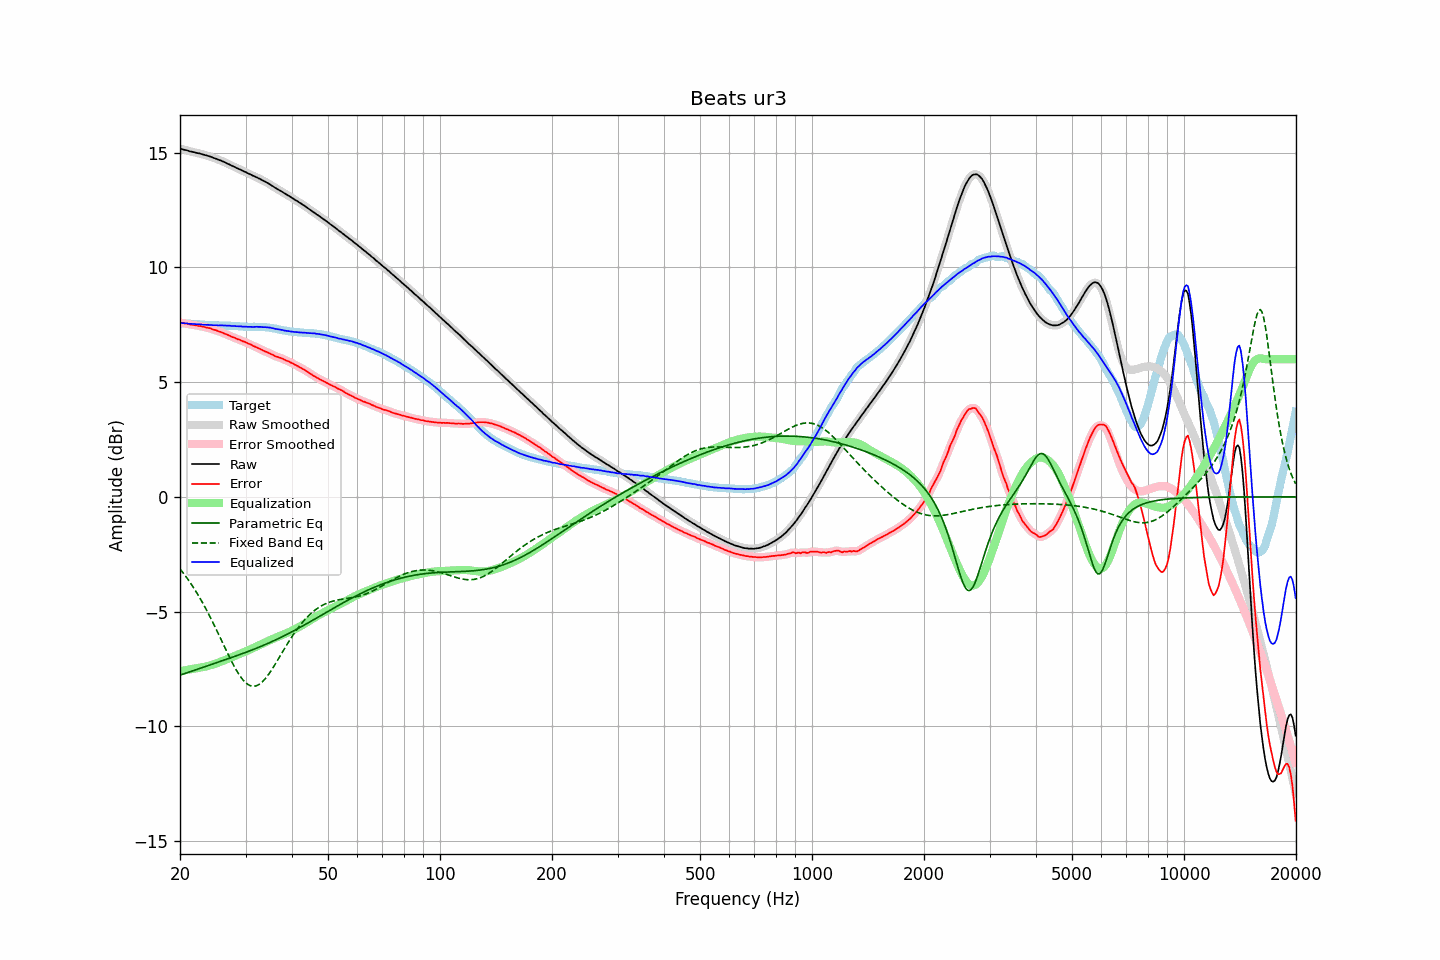 Beats ur3
Amplitude (dBr)
15
10
5
0
−5
−10
−15
Target
Raw Smoothed
Error Smoothed
Raw
Error
Equalization
Parametric Eq
Fixed Band Eq
Equalized
20 50 100 200 500 1000 2000 5000 10000 20000
Frequency (Hz)